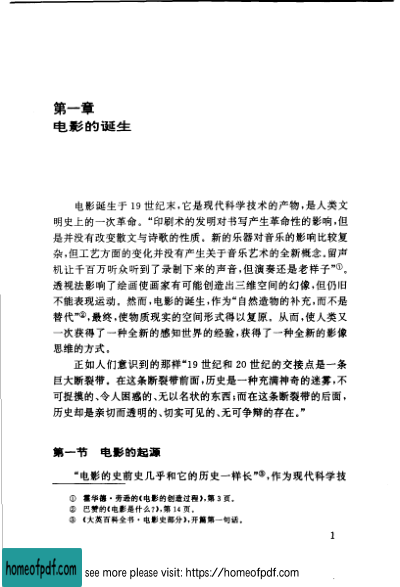 第一章
电影的诞生
电影诞生于 19 世纪末,它是现代科学技术的产物,是人类文
明史上的一次革命。“印刷术的发明对书写产生革命性的影响,但
是并没有改变散文与诗歌的性质。新的乐器对音乐的影响比较复
杂,但工艺方面的变化并没有产生关于音乐艺术的全新概念。留声
机让千百万听众听到了录制下来的声音,但演奏还是老样子”①。
透视法影响了绘画使画家有可能创造出三维空间的幻像,但仍旧
不能表现运动。然而,电影的诞生,作为“自然造物的补充,而不是
替代”②,最终,使物质现实的空间形式得以复原。从而,使人类又
一次获得了一种全新的感知世界的经验,获得了一种全新的影像
思维的方式。
正如人们意识到的那样“19 世纪和 20 世纪的交接点是一条
巨大断裂带。在这条断裂带前面,历史是一种充满神奇的迷雾,不
可捉摸的、令人困惑的、无以名状的东西;而在这条断裂带的后面,
历史却是亲切而透明的、切实可见的、无可争辩的存在。”
第一节 电影的起源
“电影的史前史几乎和它的历史一样长”③,作为现代科学技
① 霍华德·劳逊的《电影的创造过程》,第 3 页。
② 巴赞的《电影是什么?》,第 14 页。
③ 《大英百科全书·电影史部分》,开篇第一句话。
1
homeofpdf.com see more please visit: https://homeofpdf.com